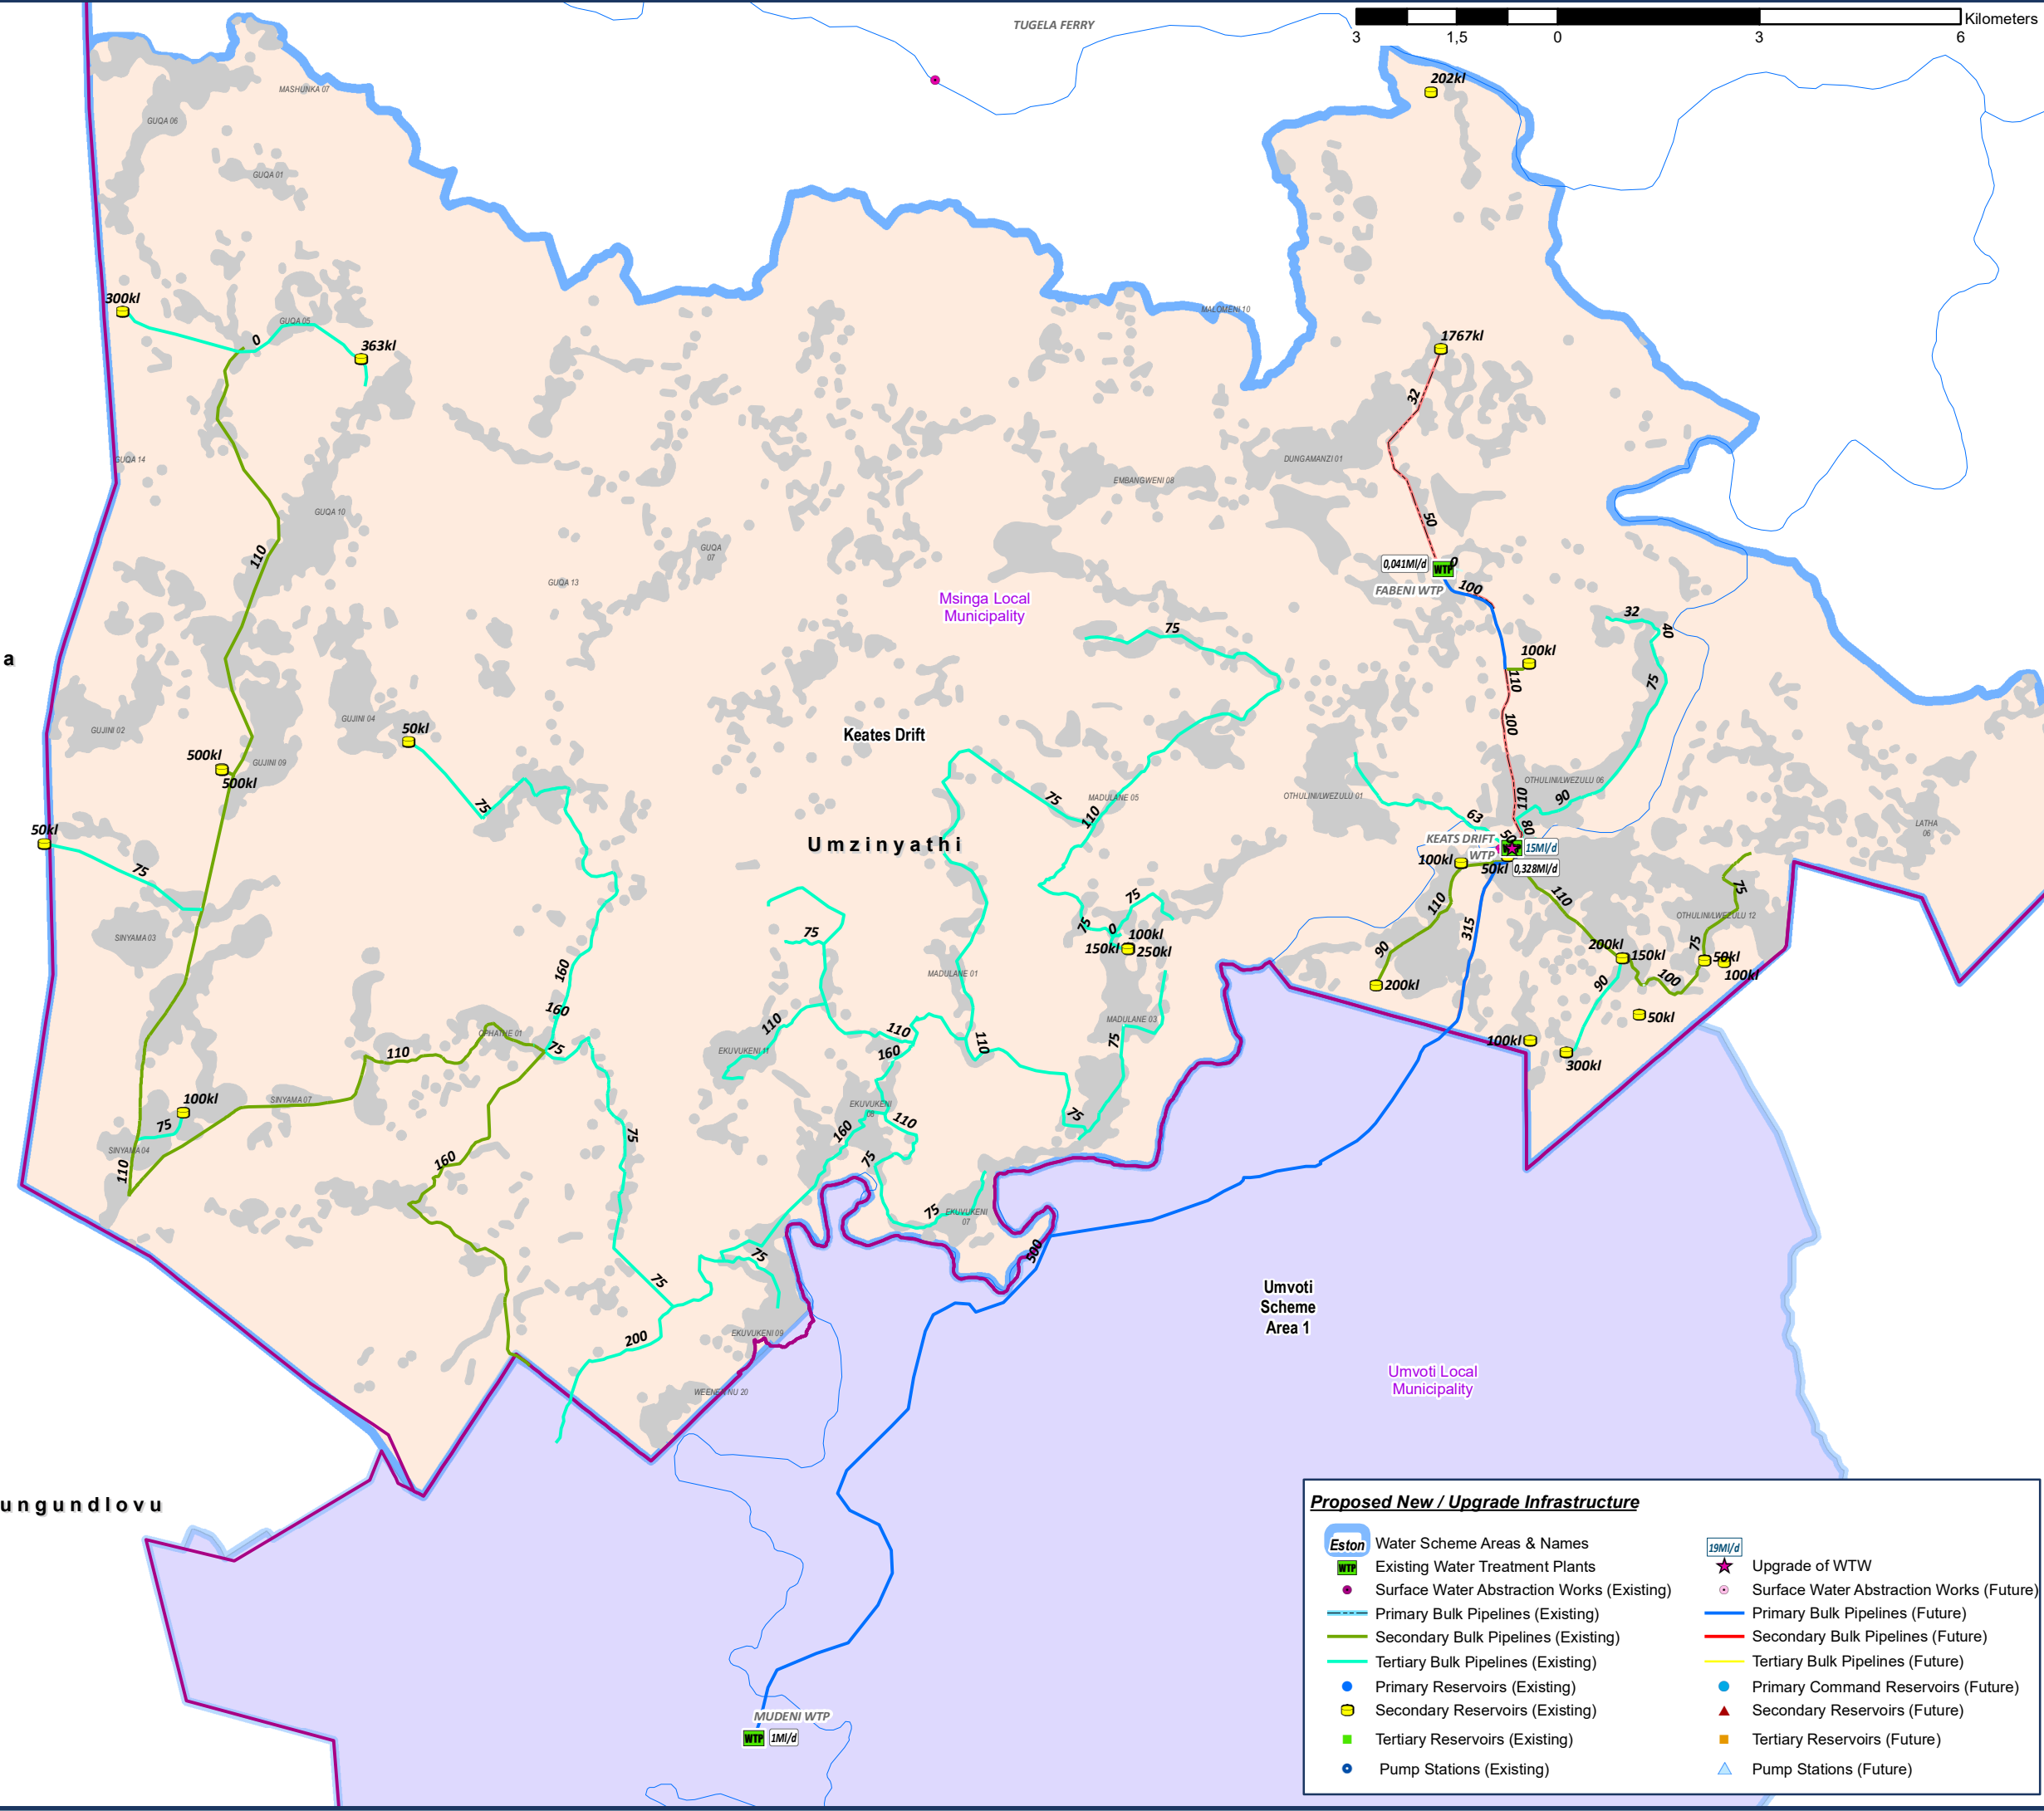 TUGELA FERRY
Kilometers
3 1,5 0 3 6
202kl
MASHUNKA 07
GUQA 06
GUQA 01
300kl
GUQA 05
0
363kl
MALOMENI 10
1767kl
32
GUQA 14
DUNGAMANZI 01
EMBANGWENI 08
GUQA 10
50
110
GUQA
07
GUQA 13
0,041Ml/d
WTP
0
FABENI WTP
100
Msinga Local
Municipality
75
32
40
a
100kl
110
75
GUJINI 02
GUJINI 04
50kl
Keates Drift
100
500kl
GUJINI 09
500kl
75
75
MADULANE 05
110
OTHULINI/LWEZULU 01
OTHULINI/LWEZULU 06
110
90
63
80
50kl
Umzinyathi
KEATS DRIFT
WTP
15Ml/d
100kl
50kl
0,328Ml/d
LATHA
06
75
75
75
75
0
100kl
150kl
250kl
110
110
315
90
OTHULINI/LWEZULU 12
75
75
SINYAMA 03
75
160
MADULANE 01
200kl
150kl
50kl
100kl
100
90
200kl
50kl
100kl
300kl
160
75
OPHATHE 01
110
EKUVUKENI 11
110
110
160
110
MADULANE 03
75
SINYAMA 07
100kl
75
SINYAMA 04
110
EKUVUKENI
08
110
160
75
75
75
160
75
EKUVUKENI
07
500
75
75
200
EKUVUKENI 09
Umvoti
Scheme
Area 1
Umvoti Local
Municipality
ungundlovu
MUDENI WTP
WTP
1Ml/d
Proposed New / Upgrade Infrastructure
Eston
Water Scheme Areas & Names
WTP
Existing Water Treatment Plants
Surface Water Abstraction Works (Existing)
Primary Bulk Pipelines (Existing)
Secondary Bulk Pipelines (Existing)
Tertiary Bulk Pipelines (Existing)
Primary Reservoirs (Existing)
Secondary Reservoirs (Existing)
Tertiary Reservoirs (Existing)
Pump Stations (Existing)
19Ml/d
Upgrade of WTW
Surface Water Abstraction Works (Future)
Primary Bulk Pipelines (Future)
Secondary Bulk Pipelines (Future)
Tertiary Bulk Pipelines (Future)
Primary Command Reservoirs (Future)
Secondary Reservoirs (Future)
Tertiary Reservoirs (Future)
Pump Stations (Future)